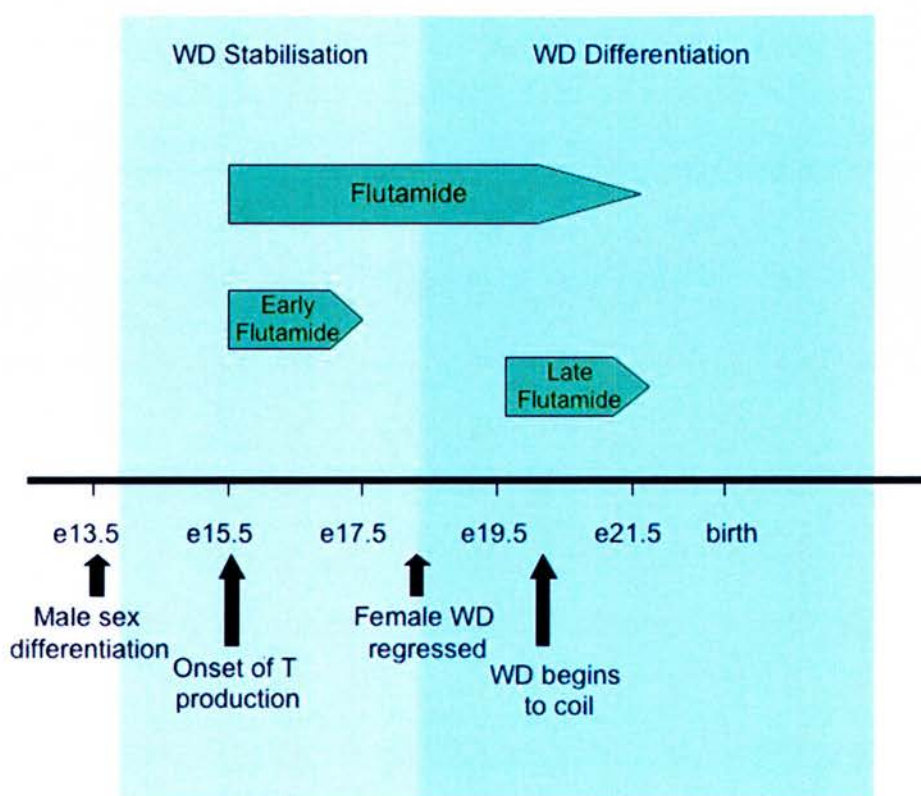 WD Stabilisation
WD Differentiation
Flutamide
Early
Flutamide
Late
Flutamide
e13.5
e15.5
e17.5
e19.5
e21.5
birth
Male sex
differentiation
Onset of T
production
Female WD
regressed
WD begins
to coil